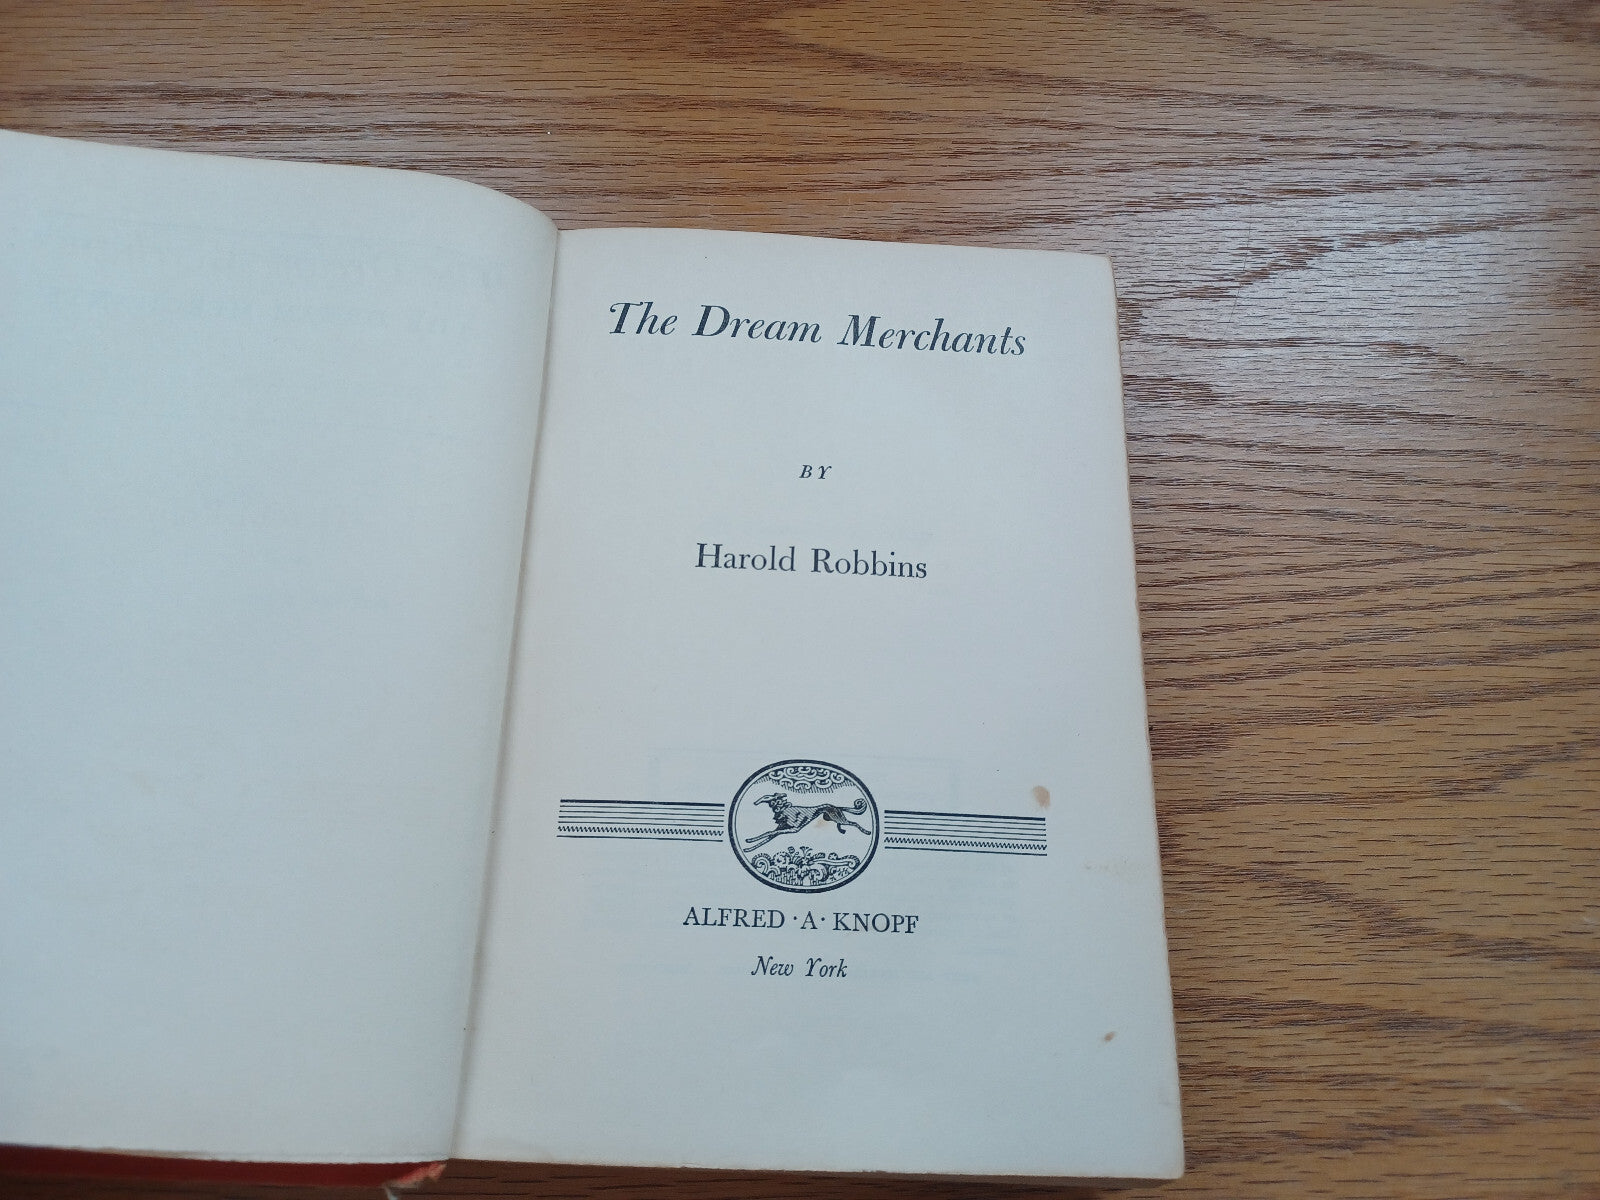 The Dream Merchants
BY
Harold Robbins
ALFRED · A · KNOPF
New York